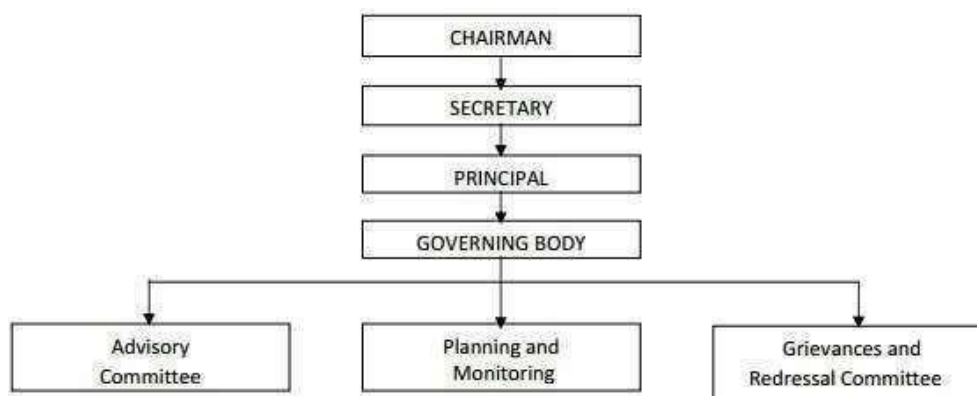 CHAIRMAN
SECRETARY
PRINCIPAL
GOVERNING BODY
Advisory
Committee
Planning and
Monitoring
Grievances and
Redressal Committee